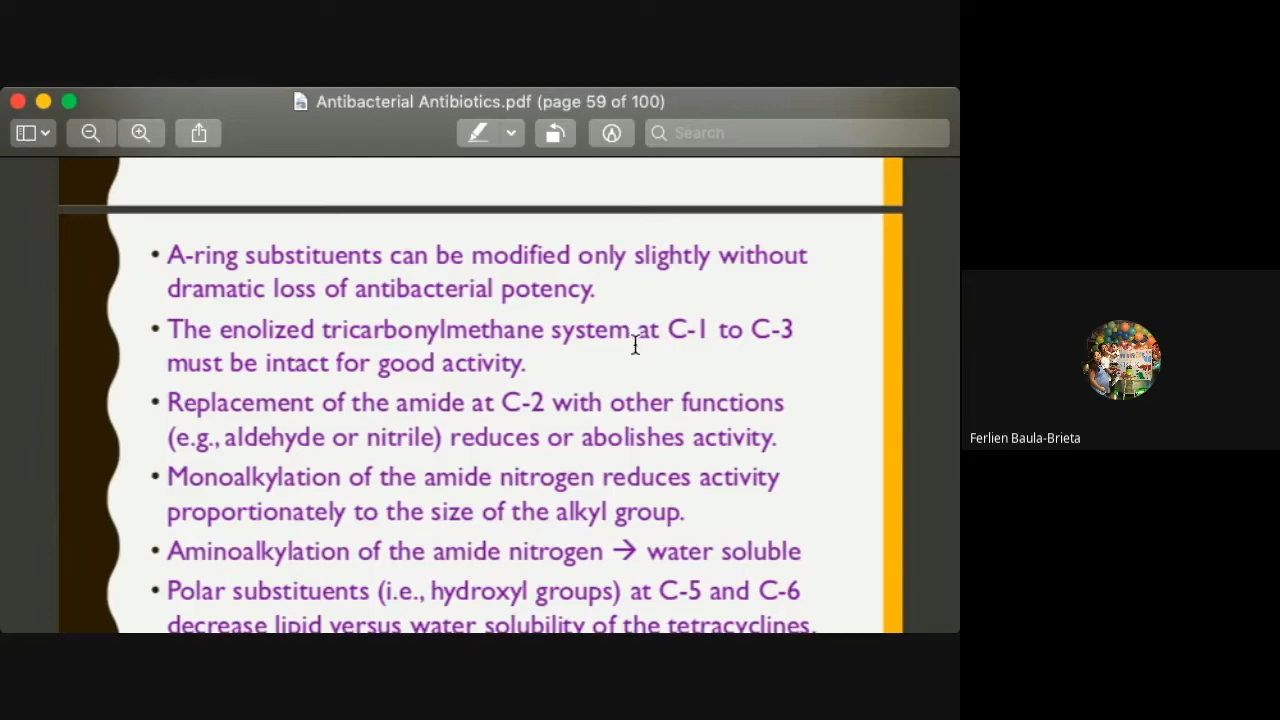 Antibacterial Antibiotics.pdf (page 59 of 100)
Search
• A-ring substituents can be modified only slightly without
dramatic loss of antibacterial potency.
• The enolized tricarbonylmethane system at C-1 to C-3
must be intact for good activity.
• Replacement of the amide at C-2 with other functions
(e.g., aldehyde or nitrile) reduces or abolishes activity.
• Monoalkylation of the amide nitrogen reduces activity
proportionately to the size of the alkyl group.
• Aminoalkylation of the amide nitrogen → water soluble
• Polar substituents (i.e., hydroxyl groups) at C-5 and C-6
decrease lipid versus water solubility of the tetracyclines.
Ferlien Baula-Brieta